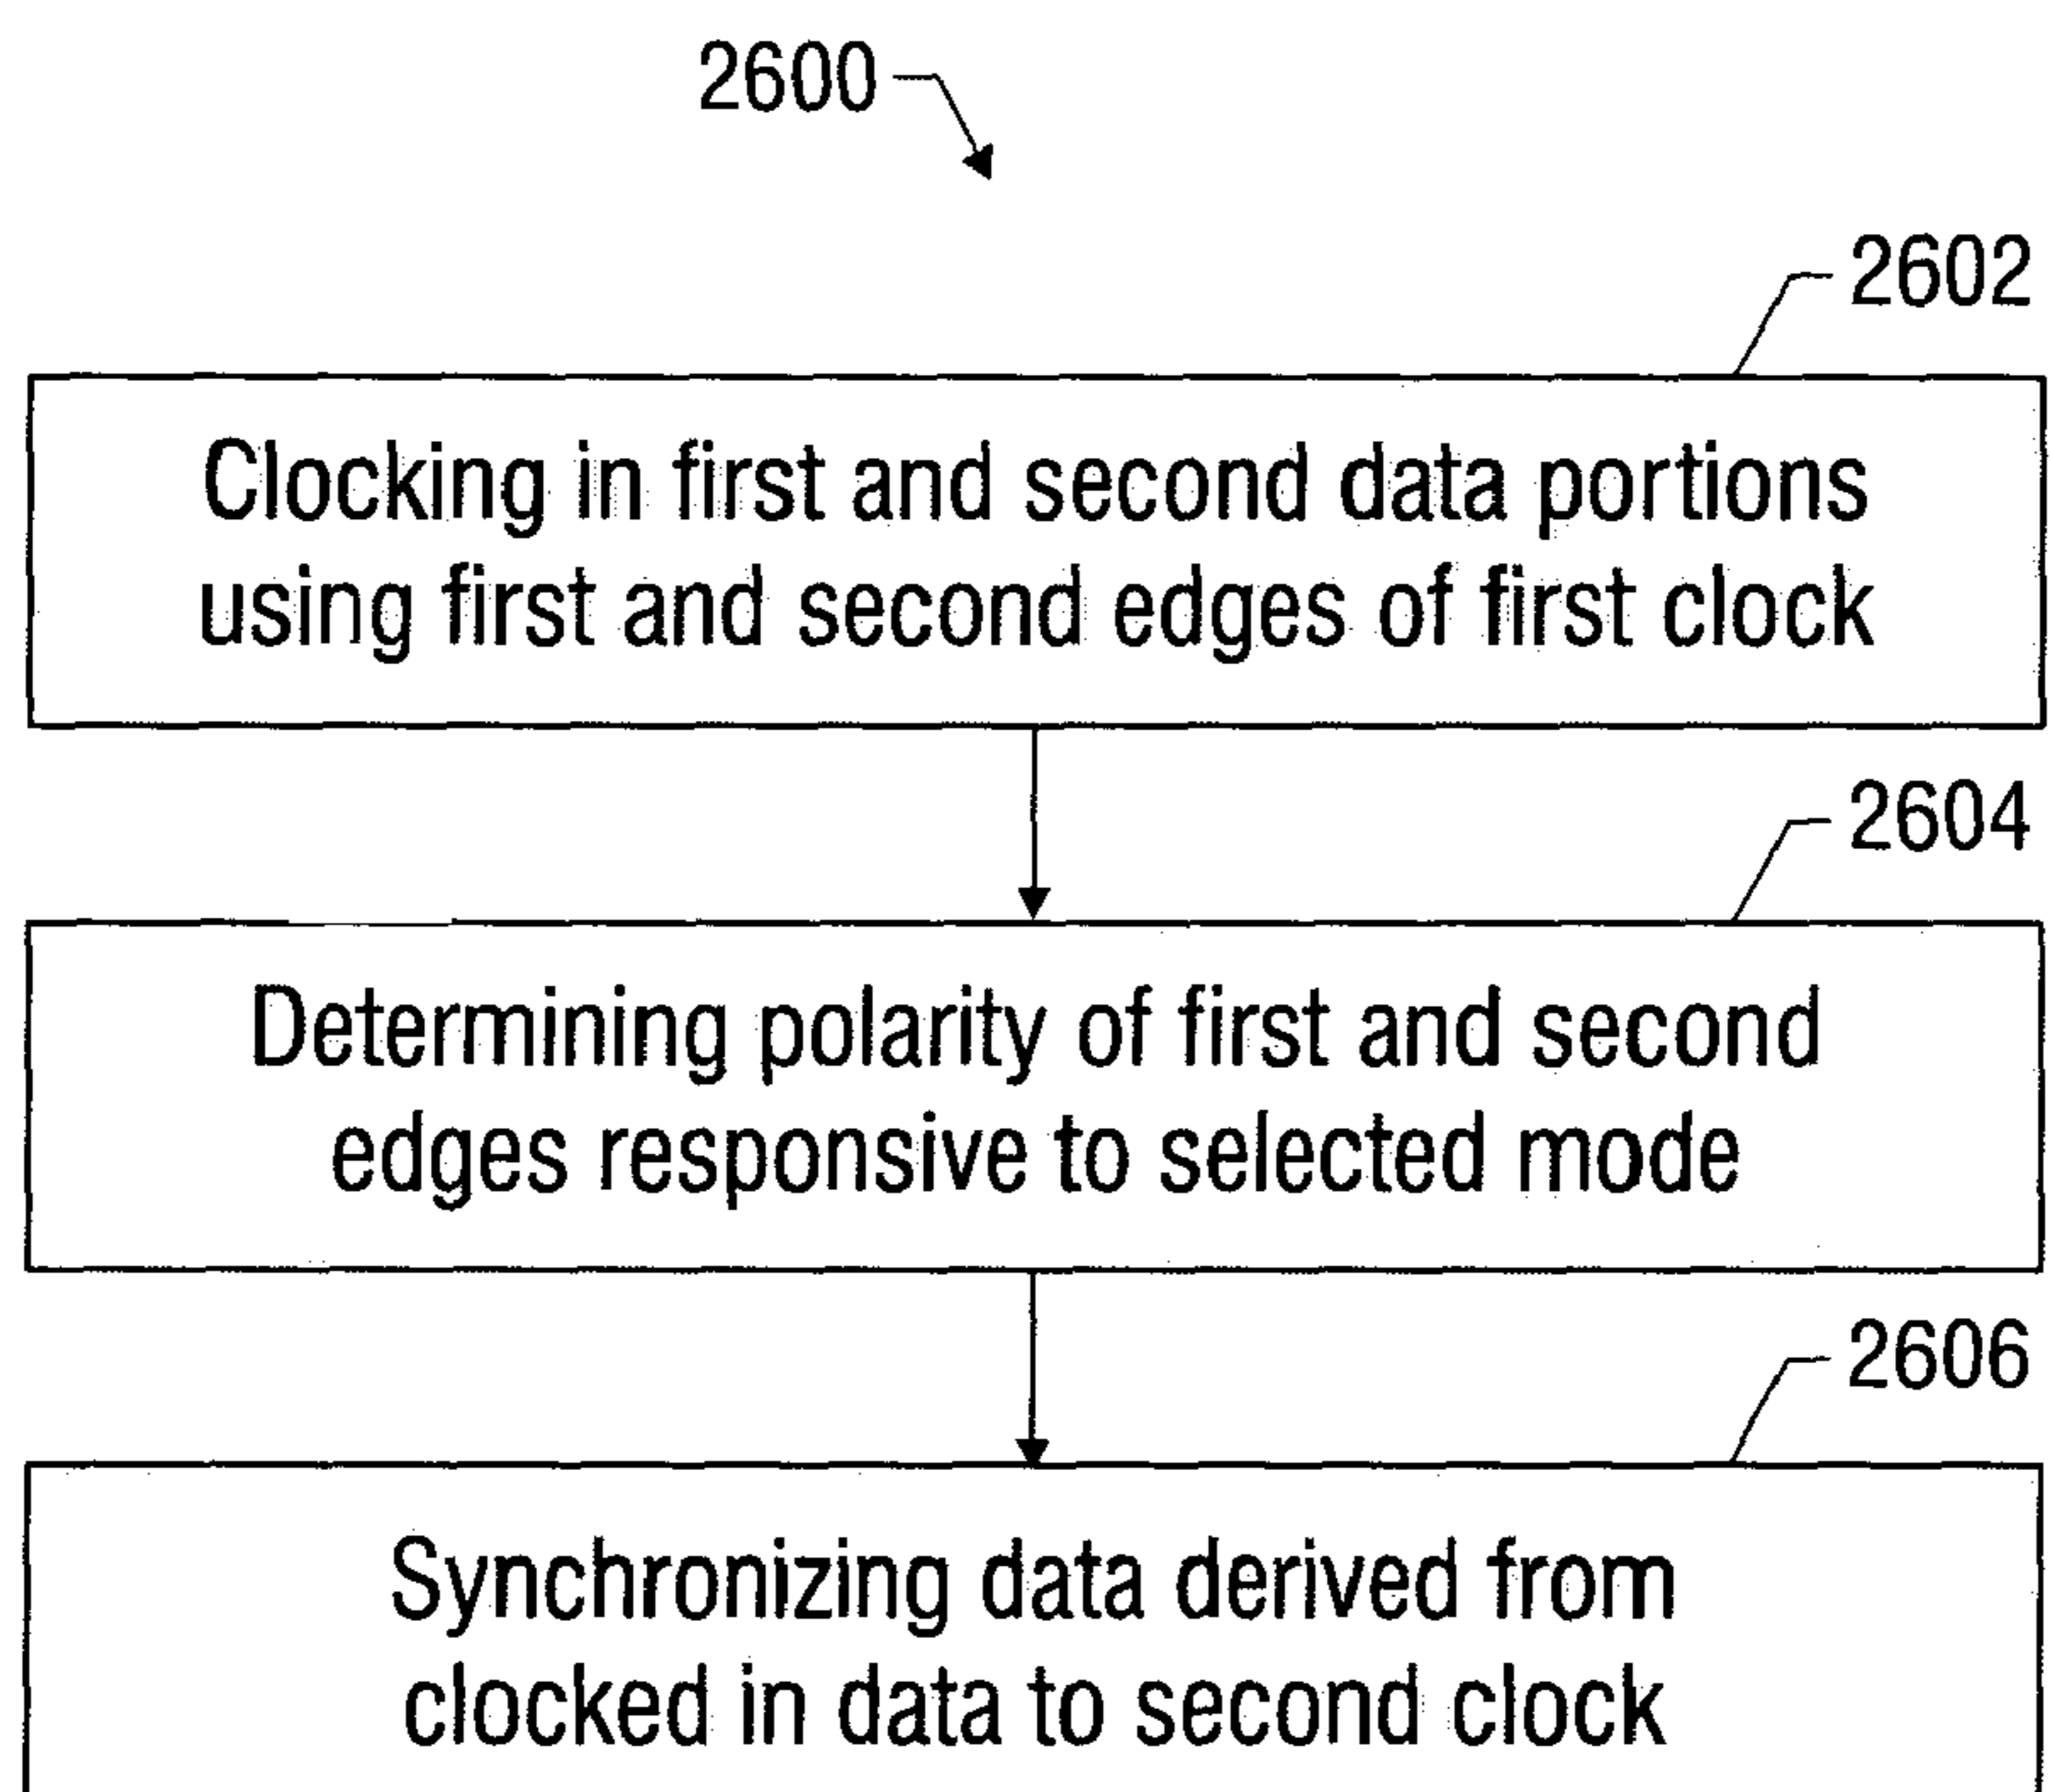 2600
2602
Clocking in first and second data portions
using first and second edges of first clock
2604
Determining polarity of first and second
edges responsive to selected mode
2606
Synchronizing data derived from
clocked in data to second clock